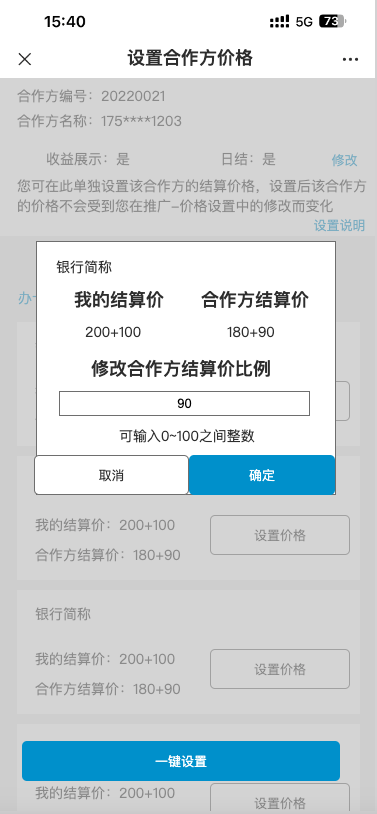 15:40
5G
73
设置合作方价格
合作方编号：20220021
合作方名称：175****1203
收益展示：是
日结：是
修改
您可在此单独设置该合作方的结算价格，设置后该合作方
的价格不会受到您在推广-价格设置中的修改而变化
设置说明
办
银行简称
我的结算价
合作方结算价
200+100
180+90
修改合作方结算价比例
90
可输入0~100之间整数
取消
确定
我的结算价：200+100
设置价格
合作方结算价：180+90
银行简称
我的结算价：200+100
设置价格
合作方结算价：180+90
一键设置
我的结算价：200+100
设置价格